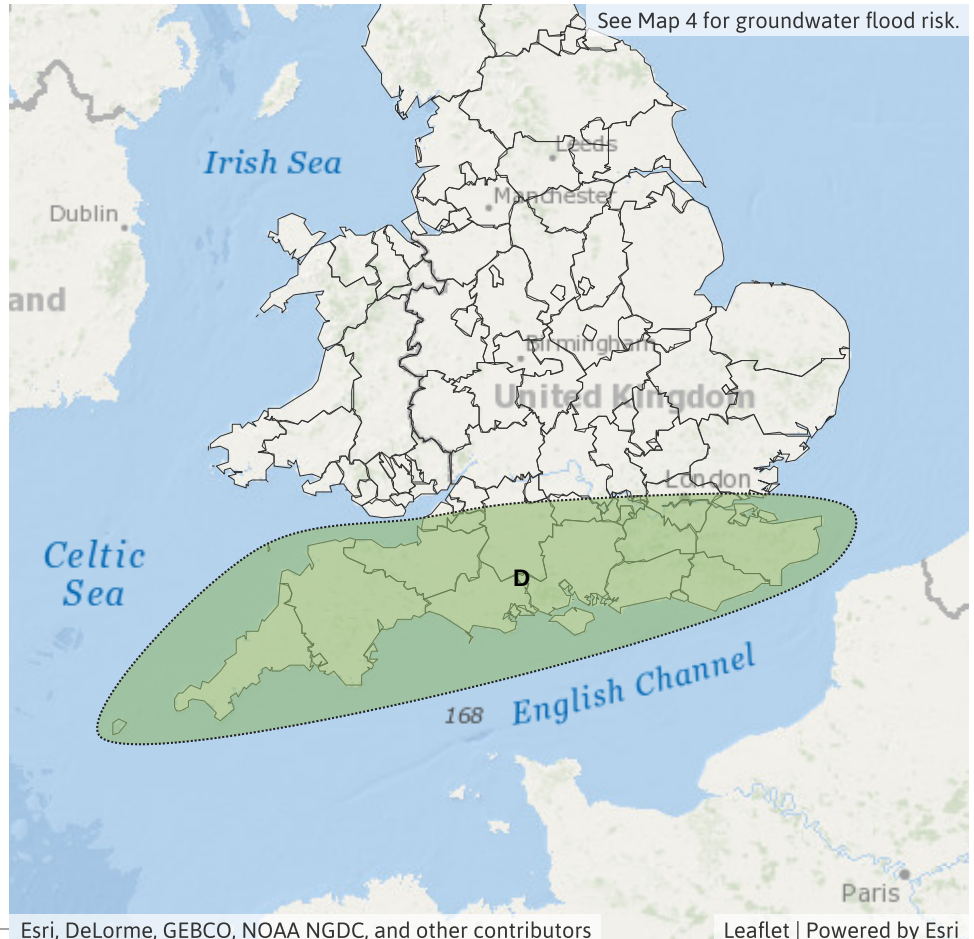 See Map 4 for groundwater flood risk.
Leeds
Irish Sea
Manchester
Dublin
and
Birmingham
United Kingdom
London
Celtic
Sea
D
English Channel
168
Paris
Esri, DeLorme, GEBCO, NOAA NGDC, and other contributors
Leaflet | Powered by Esri